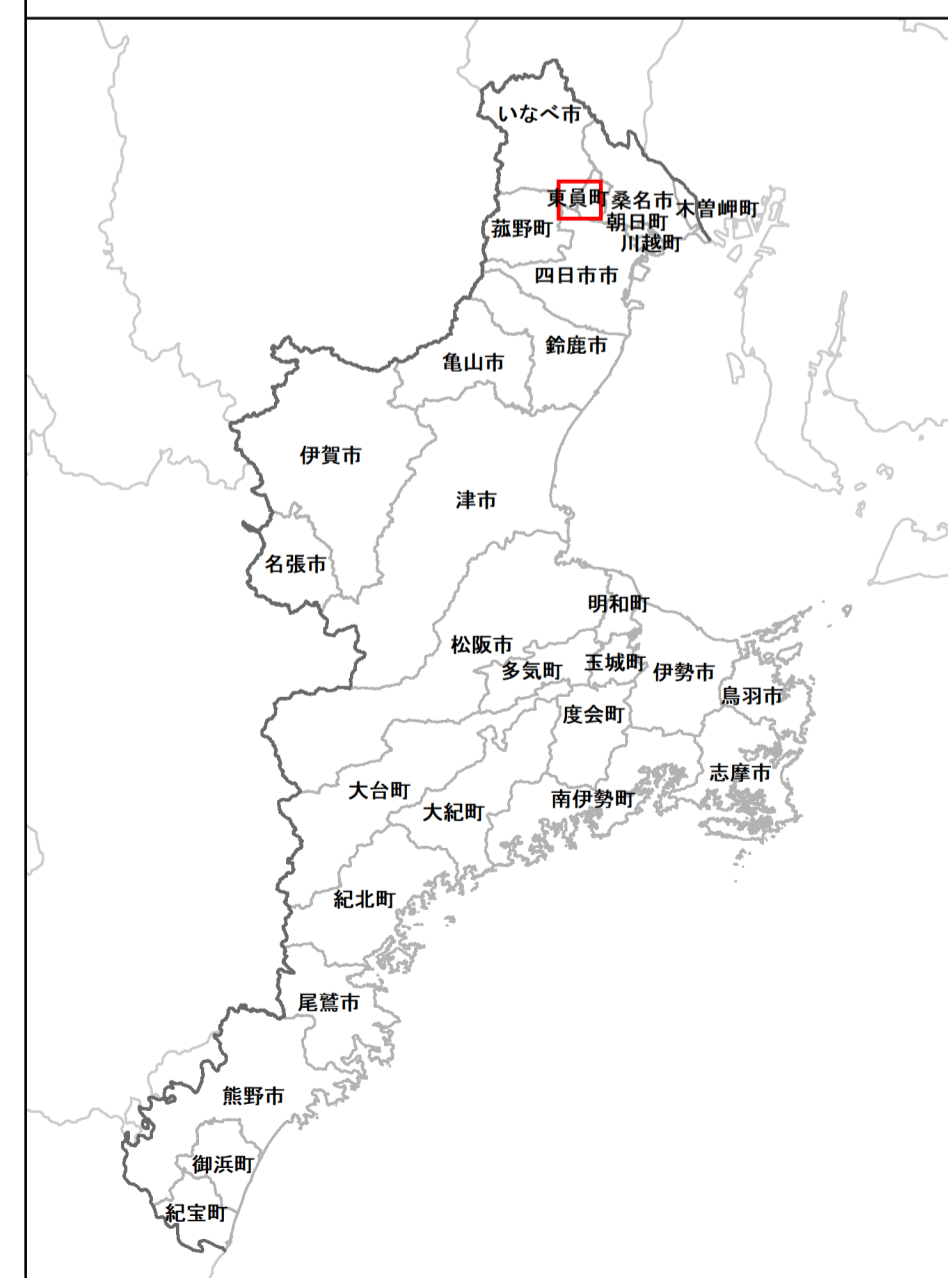 いなべ市
東員町
桑名市
木曽岬町
朝日町
菰野町
川越町
四日市市
鈴鹿市
亀山市
伊賀市
津市
名張市
明和町
松阪市
玉城町
多気町
伊勢市
鳥羽市
度会町
志摩市
大台町
南伊勢町
大紀町
紀北町
尾鷲市
熊野市
御浜町
紀宝町